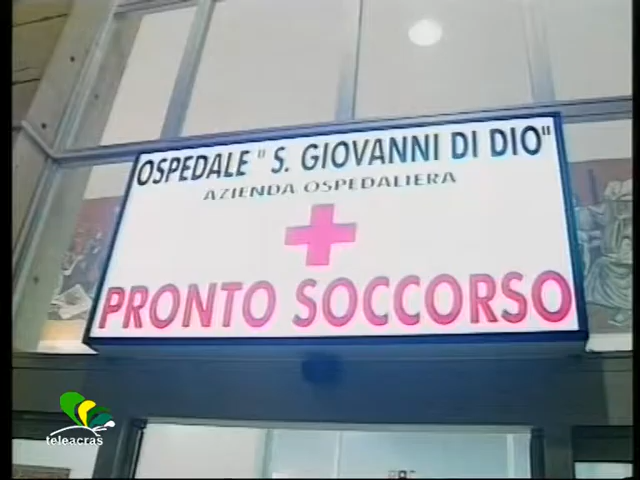 OSPEDALE "S. GIOVANNI DI DIO"
AZIENDA OSPEDALIERA
PRONTO SOCCORSO
teleacras